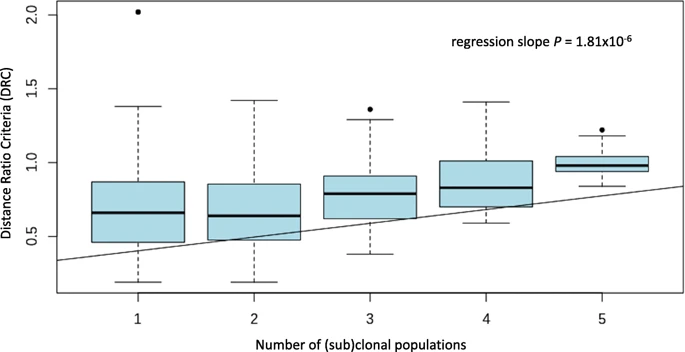 regression slope P = 1.81x10-6
Distance Ratio Criteria (DRC)
2.0
1.5
1.0
0.5
1 2 3 4 5
Number of (sub)clonal populations